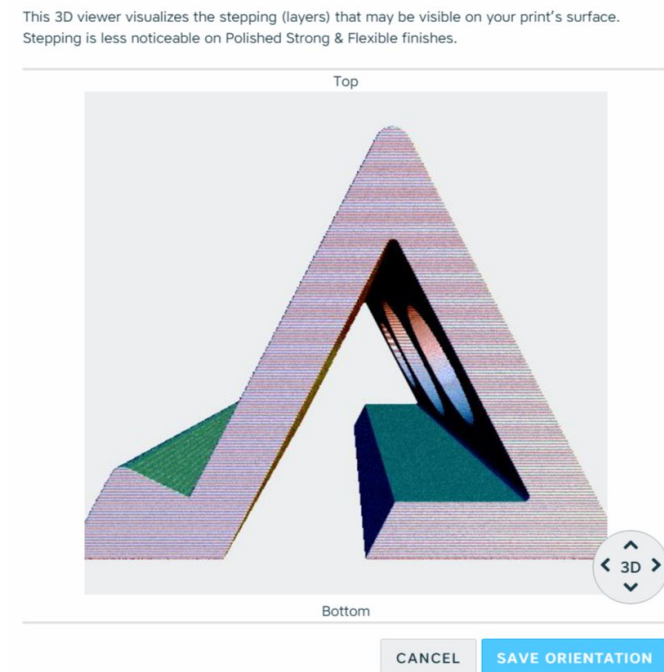 This 3D viewer visualizes the stepping (layers) that may be visible on your print's surface.
Stepping is less noticeable on Polished Strong & Flexible finishes.
Top
3D
Bottom
CANCEL
SAVE ORIENTATION